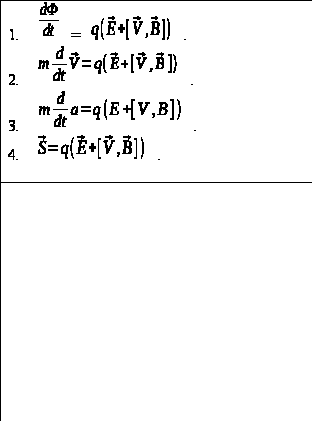 1. dΦ/dt = q(E⃗+[V⃗,B⃗]) .
2. m d/dt V⃗=q(E⃗+[V⃗,B⃗]) .
3. m d/dt a=q(E+[V,B]) .
4. S⃗=q(E⃗+[V⃗,B⃗]) .